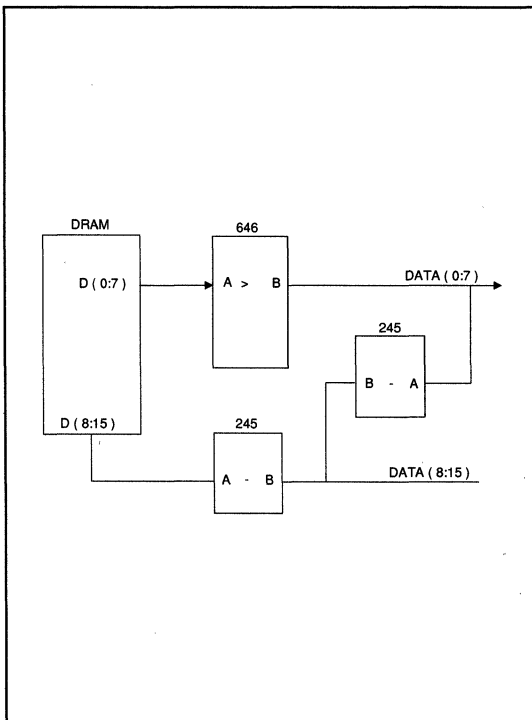 DRAM
646
D ( 0:7 )
A > B
DATA ( 0:7 )
245
B - A
D ( 8:15 )
245
A - B
DATA ( 8:15 )